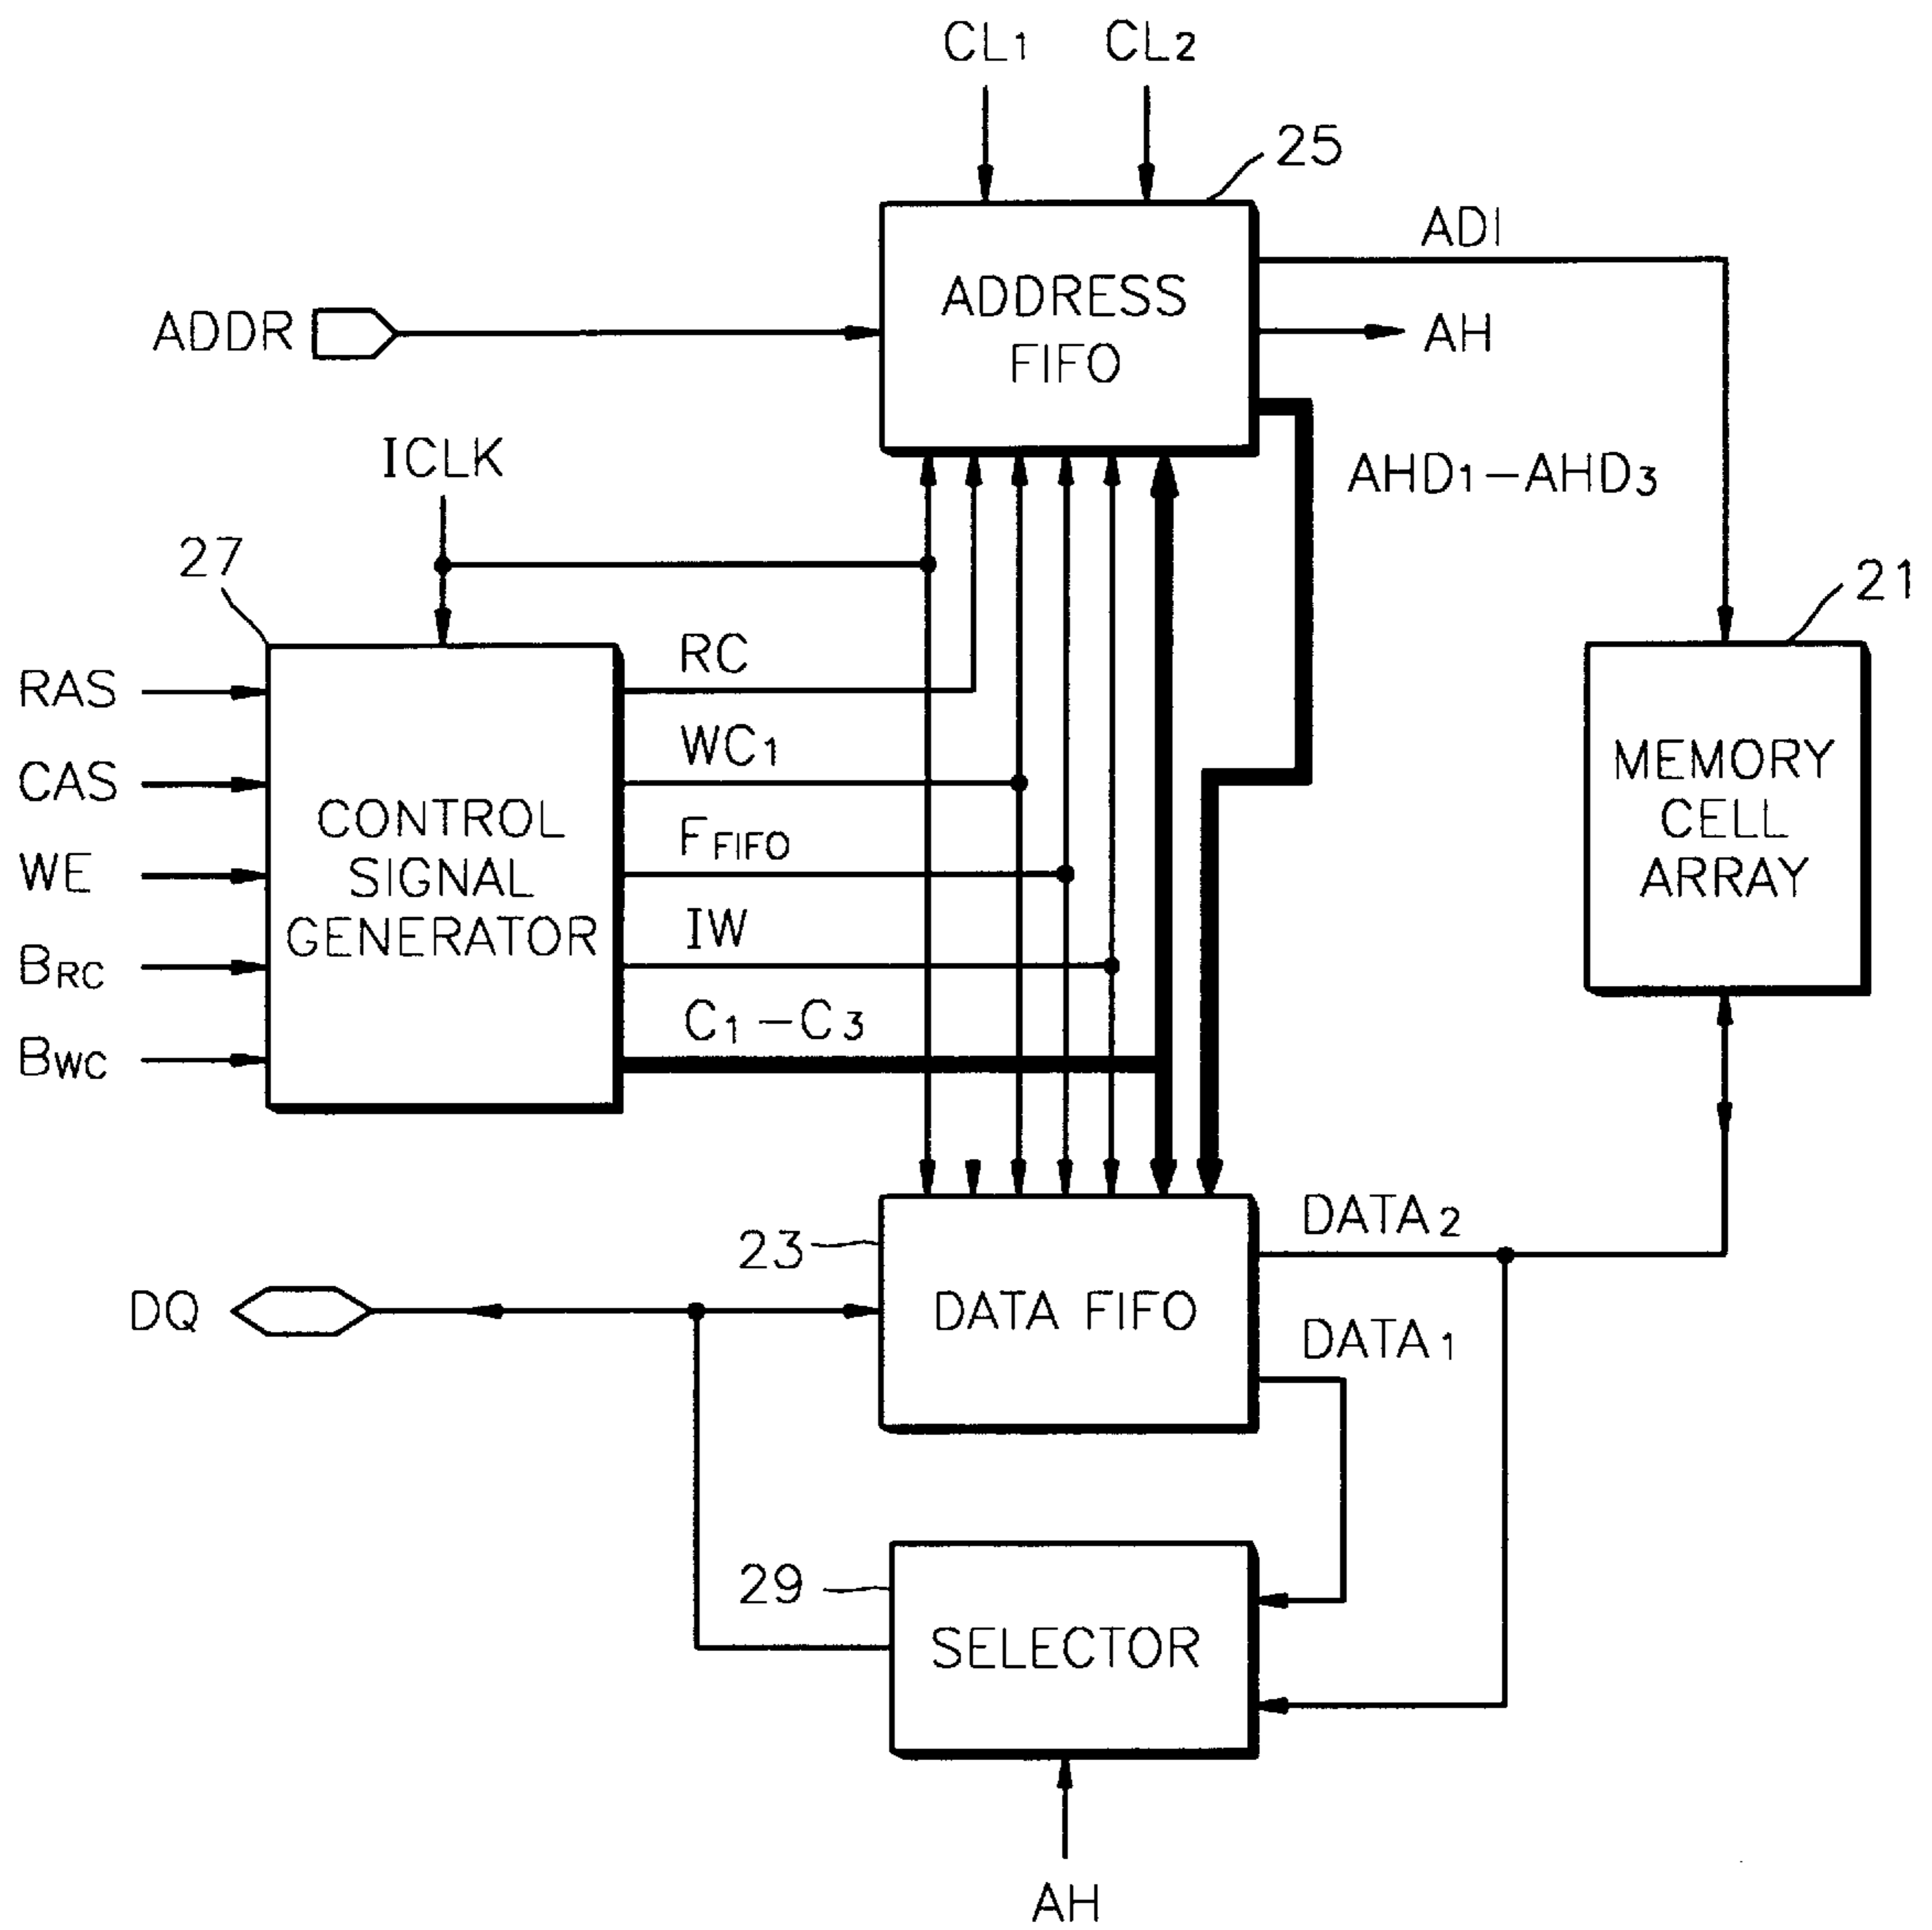 CL1 CL2
25
ADI
ADDR
ADDRESS
FIFO
AH
ICLK
AHD1-AHD3
27
21
RC
RAS
WC1
CAS
MEMORY
CELL
ARRAY
CONTROL
SIGNAL
GENERATOR
FFIFO
WE
IW
BRC
C1-C3
BWC
DATA2
23
DQ
DATA FIFO
DATA1
29
SELECTOR
AH